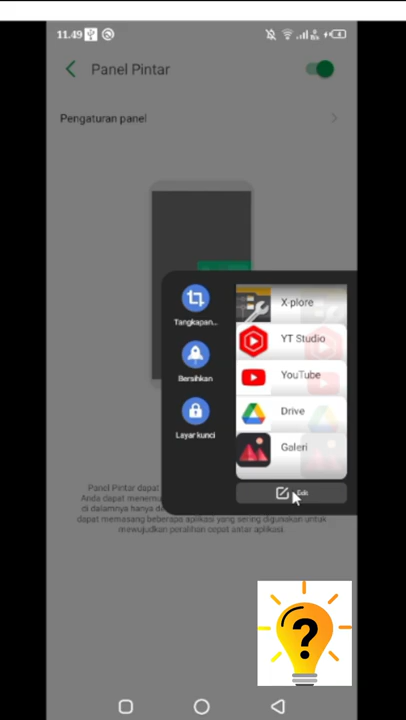 11.49
Panel Pintar
Pengaturan panel
Tangkapan...
Bersihkan
Layar kunci
X-plore
YT Studio
YouTube
Drive
Galeri
Edit
Panel Pintar dapat
Anda dapat menemu
di dalamnya hanya de
dapat memasang beberapa aplikasi yang sering digunakan untuk
mewujudkan peralihan cepat antar aplikasi.
?